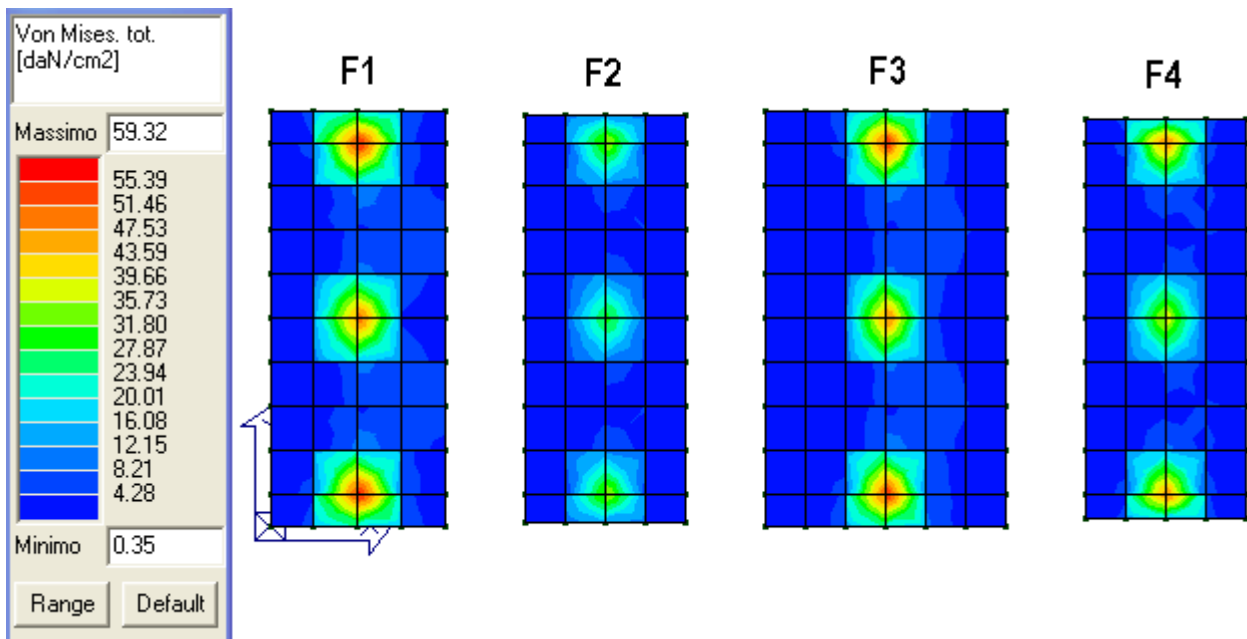 Von Mises. tot.
[daN/cm2]
Massimo 59.32
55.39
51.46
47.53
43.59
39.66
35.73
31.80
27.87
23.94
20.01
16.08
12.15
8.21
4.28
Minimo 0.35
Range Default
F1 F2 F3 F4